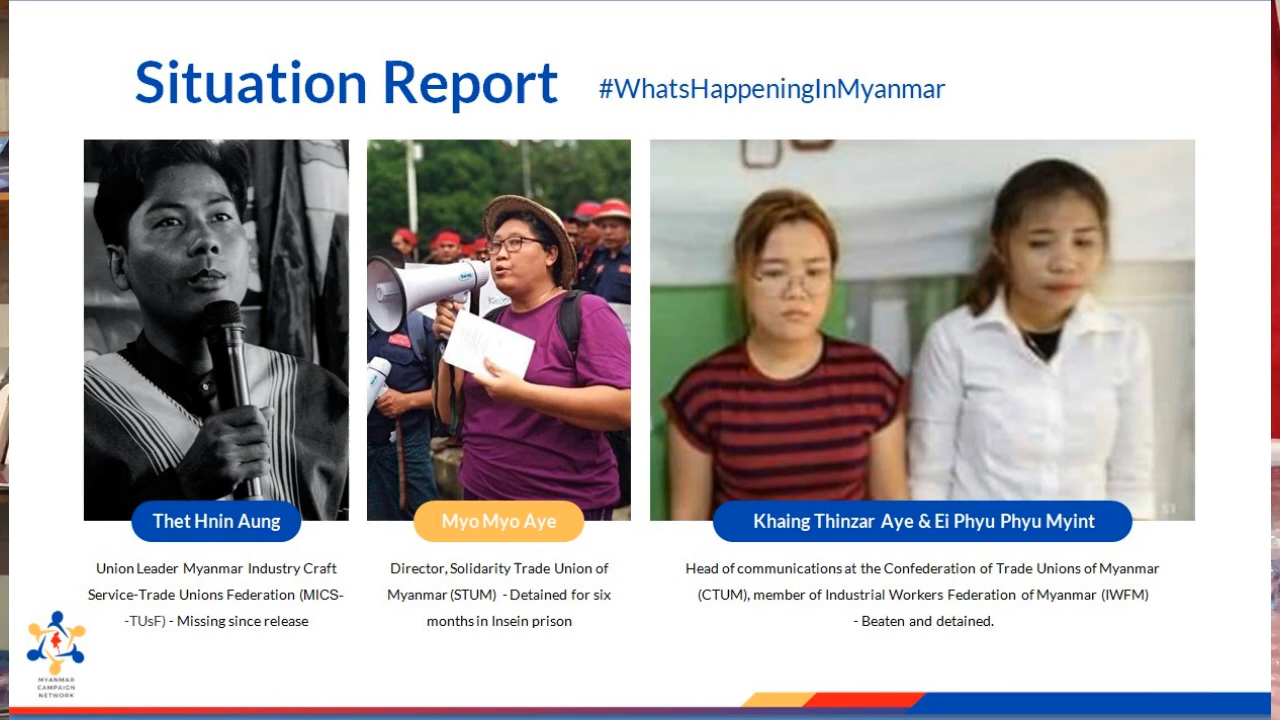 Situation Report #WhatsHappeningInMyanmar
Thet Hnin Aung
Union Leader Myanmar Industry Craft
Service-Trade Unions Federation (MICS-
-TUsF) - Missing since release
Myo Myo Aye
Director, Solidarity Trade Union of
Myanmar (STUM) - Detained for six
months in Insein prison
Khaing Thinzar Aye & Ei Phyu Phyu Myint
Head of communications at the Confederation of Trade Unions of Myanmar
(CTUM), member of Industrial Workers Federation of Myanmar (IWFM)
- Beaten and detained.
MYANMAR
CAMPAIGN
NETWORK